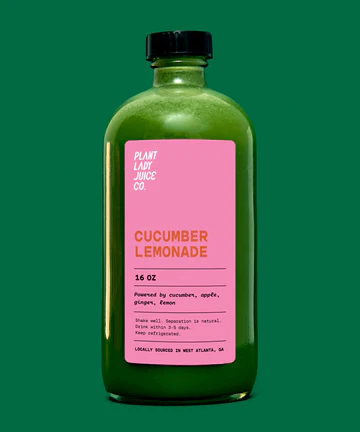 PLANT
LADY
JUICE
CO.
CUCUMBER
LEMONADE
16 OZ
Powered by cucumber, apple,
ginger, lemon
Shake well. Separation is natural.
Drink within 3-5 days.
Keep refrigerated.
LOCALLY SOURCED IN WEST ATLANTA, GA